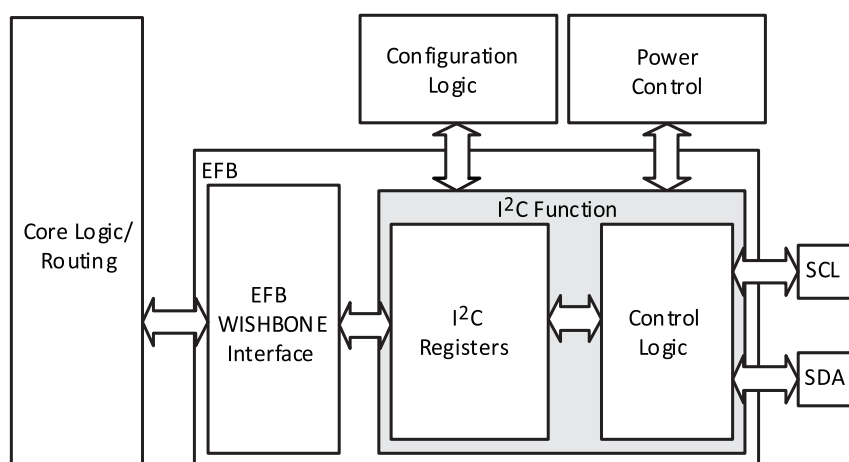 Configuration
Logic
Power
Control
EFB
I²C Function
Core Logic/
Routing
EFB
WISHBONE
Interface
I²C
Registers
Control
Logic
SCL
SDA